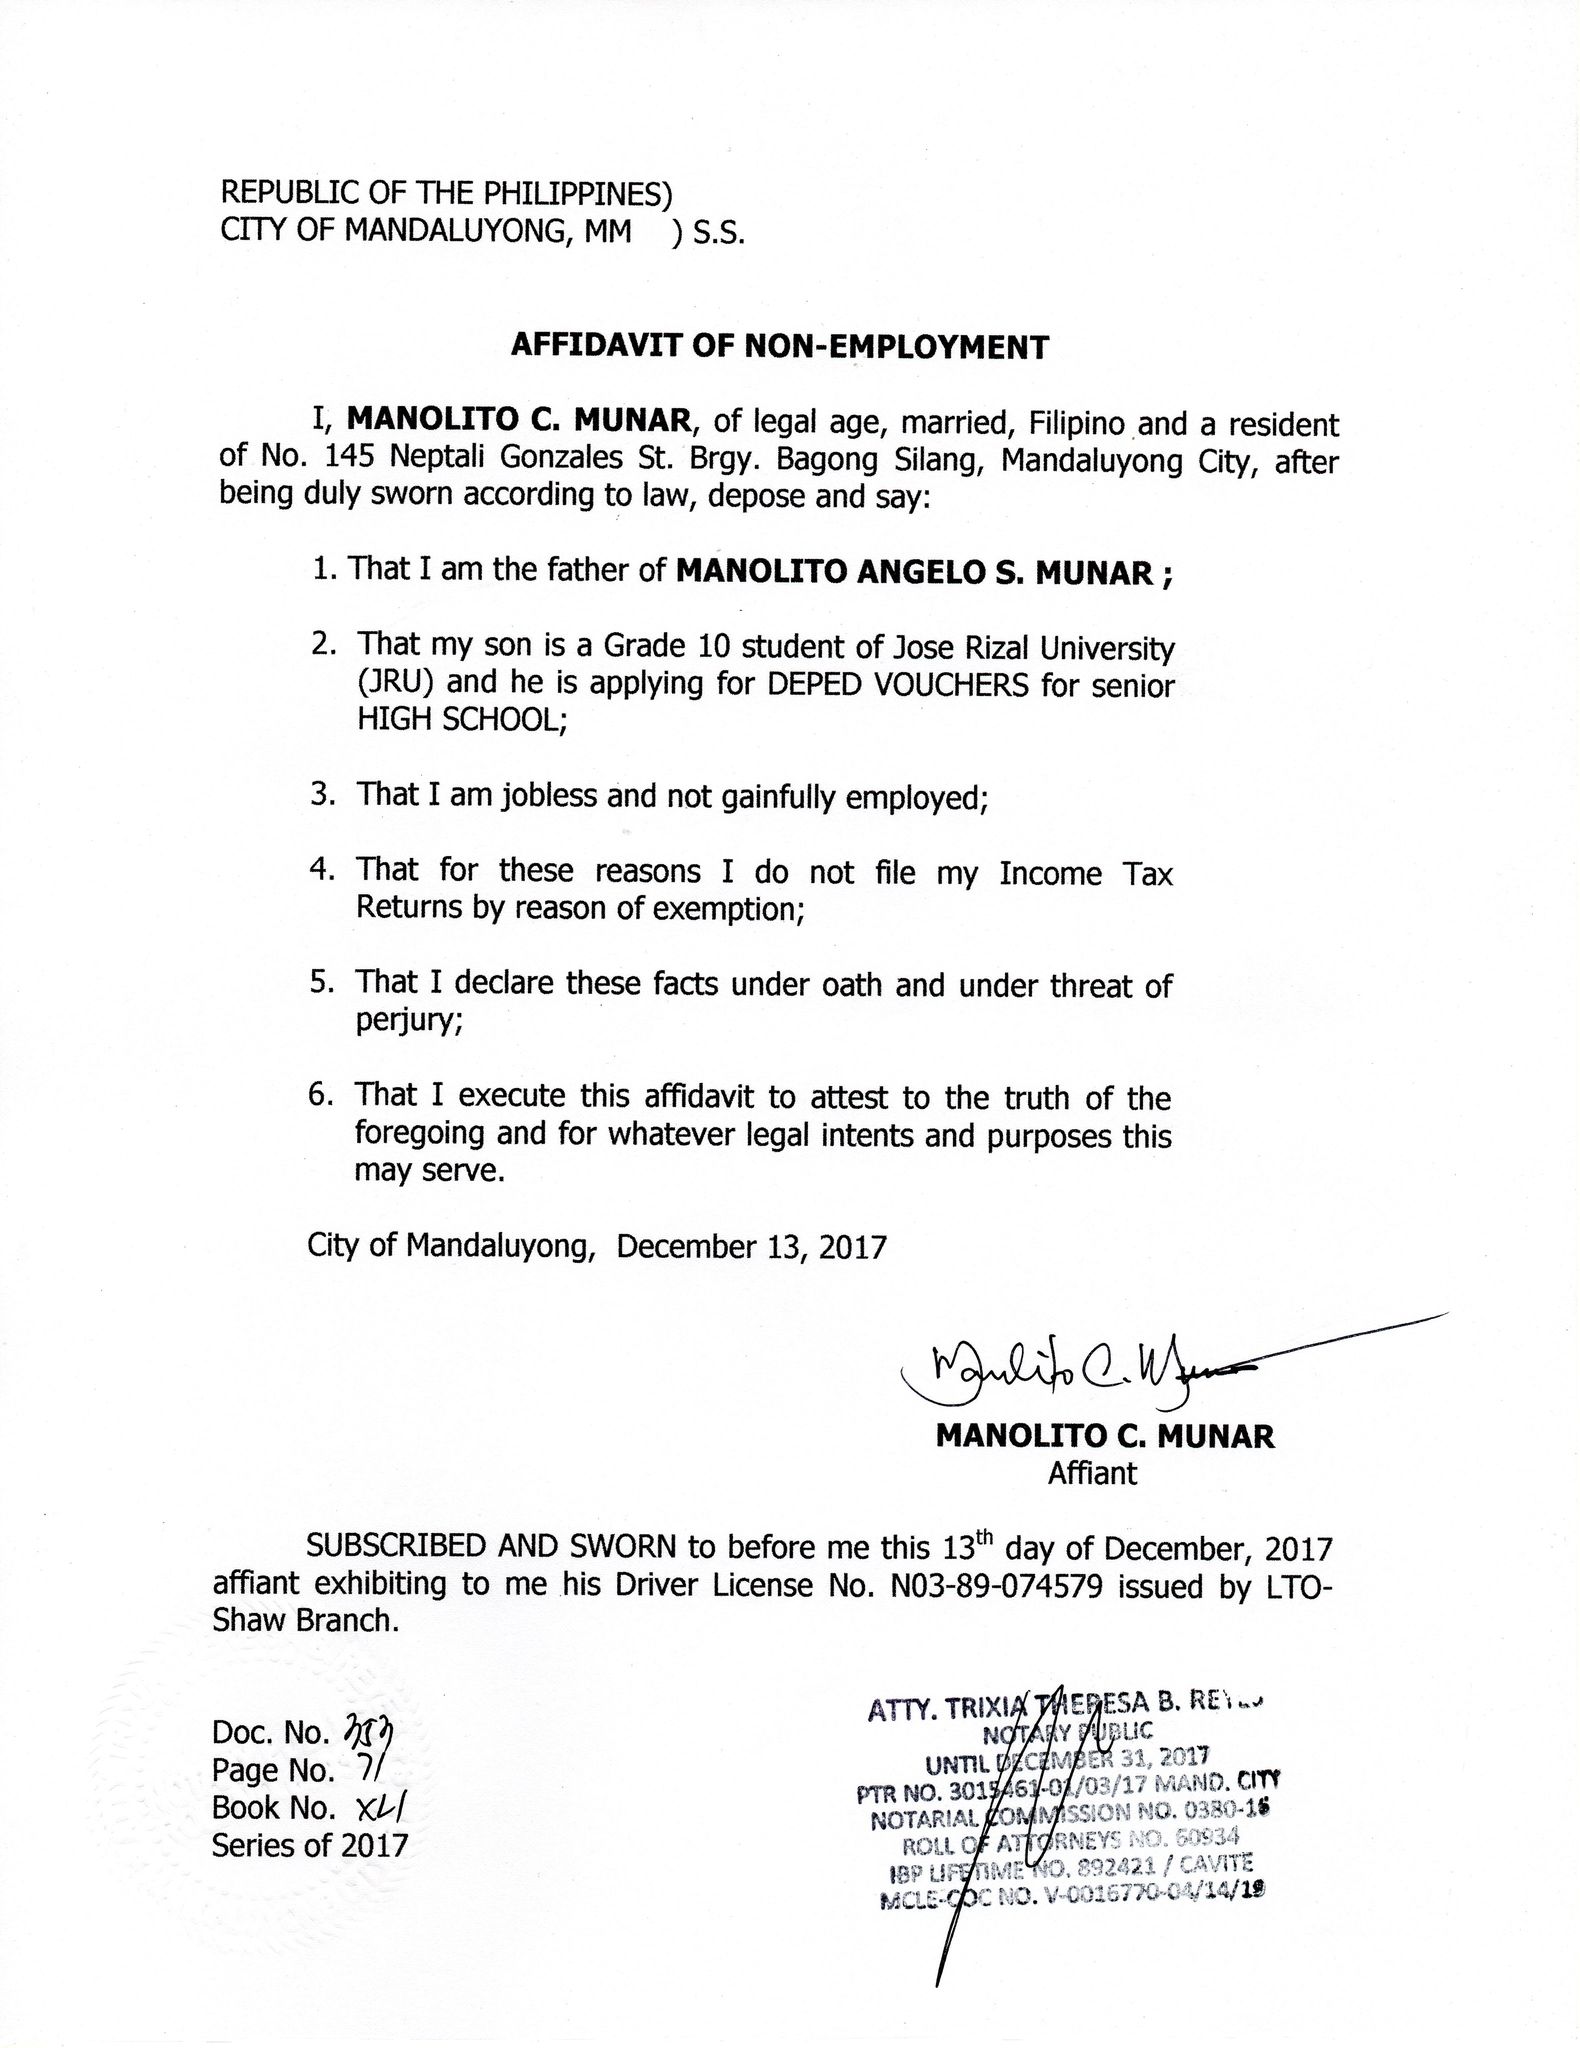 REPUBLIC OF THE PHILIPPINES)
CITY OF MANDALUYONG, MM ) S.S.
AFFIDAVIT OF NON-EMPLOYMENT
I, MANOLITO C. MUNAR, of legal age, married, Filipino and a resident
of No. 145 Neptali Gonzales St. Brgy. Bagong Silang, Mandaluyong City, after
being duly sworn according to law, depose and say:
1. That I am the father of MANOLITO ANGELO S. MUNAR ;
2. That my son is a Grade 10 student of Jose Rizal University
(JRU) and he is applying for DEPED VOUCHERS for senior
HIGH SCHOOL;
3. That I am jobless and not gainfully employed;
4. That for these reasons I do not file my Income Tax
Returns by reason of exemption;
5. That I declare these facts under oath and under threat of
perjury;
6. That I execute this affidavit to attest to the truth of the
foregoing and for whatever legal intents and purposes this
may serve.
City of Mandaluyong, December 13, 2017
Manolito C. Munar
MANOLITO C. MUNAR
Affiant
SUBSCRIBED AND SWORN to before me this 13th day of December, 2017
affiant exhibiting to me his Driver License No. N03-89-074579 issued by LTO-
Shaw Branch.
Doc. No. 353
Page No. 71
Book No. XLI
Series of 2017
ATTY. TRIXIA THERESA B.
NOTARY PUBLIC
UNTIL DECEMBER 31, 2017
PTR NO. 3015461-01/03/17 MAND. CITY
NOTARIAL COMMISSION NO. 0380-16
ROLL OF ATTORNEYS NO. 60934
IBP LIFETIME NO. 892421 / CAVITE
MCLE-COC NO. V-0016770-04/14/19